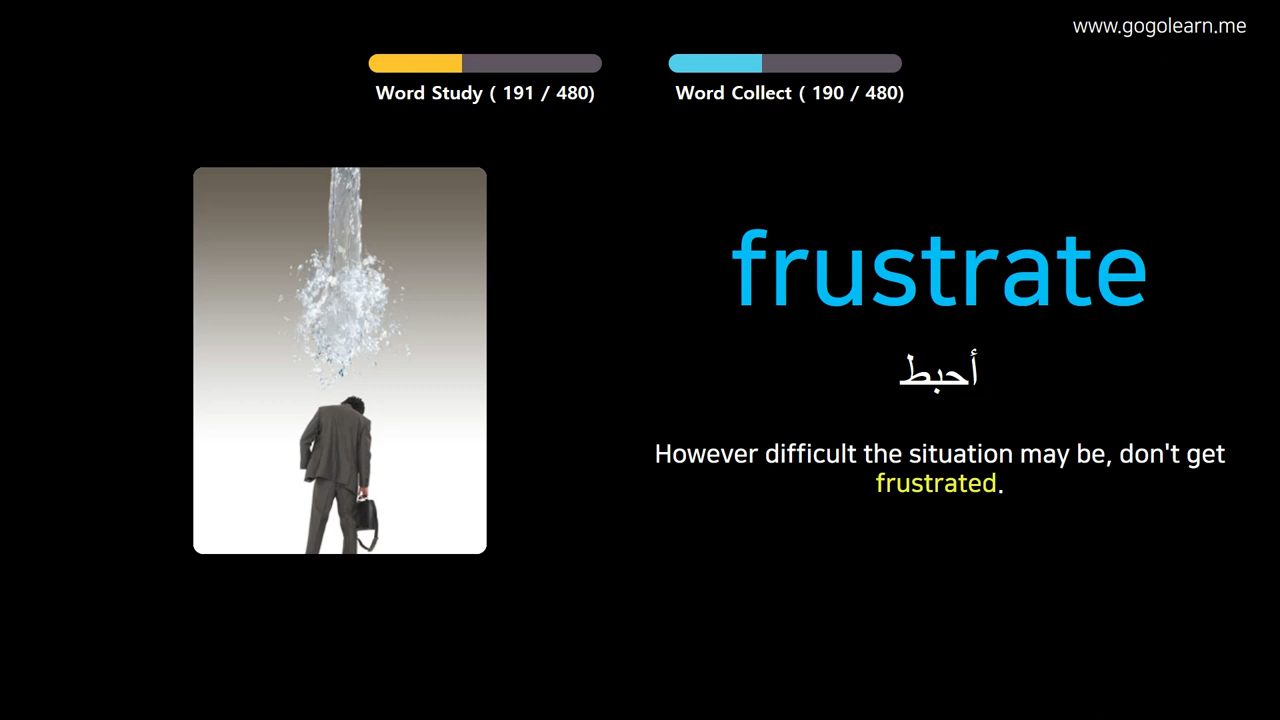 www.gogolearn.me
Word Study ( 191 / 480)
Word Collect ( 190 / 480)
frustrate
أحبط
However difficult the situation may be, don't get
frustrated.